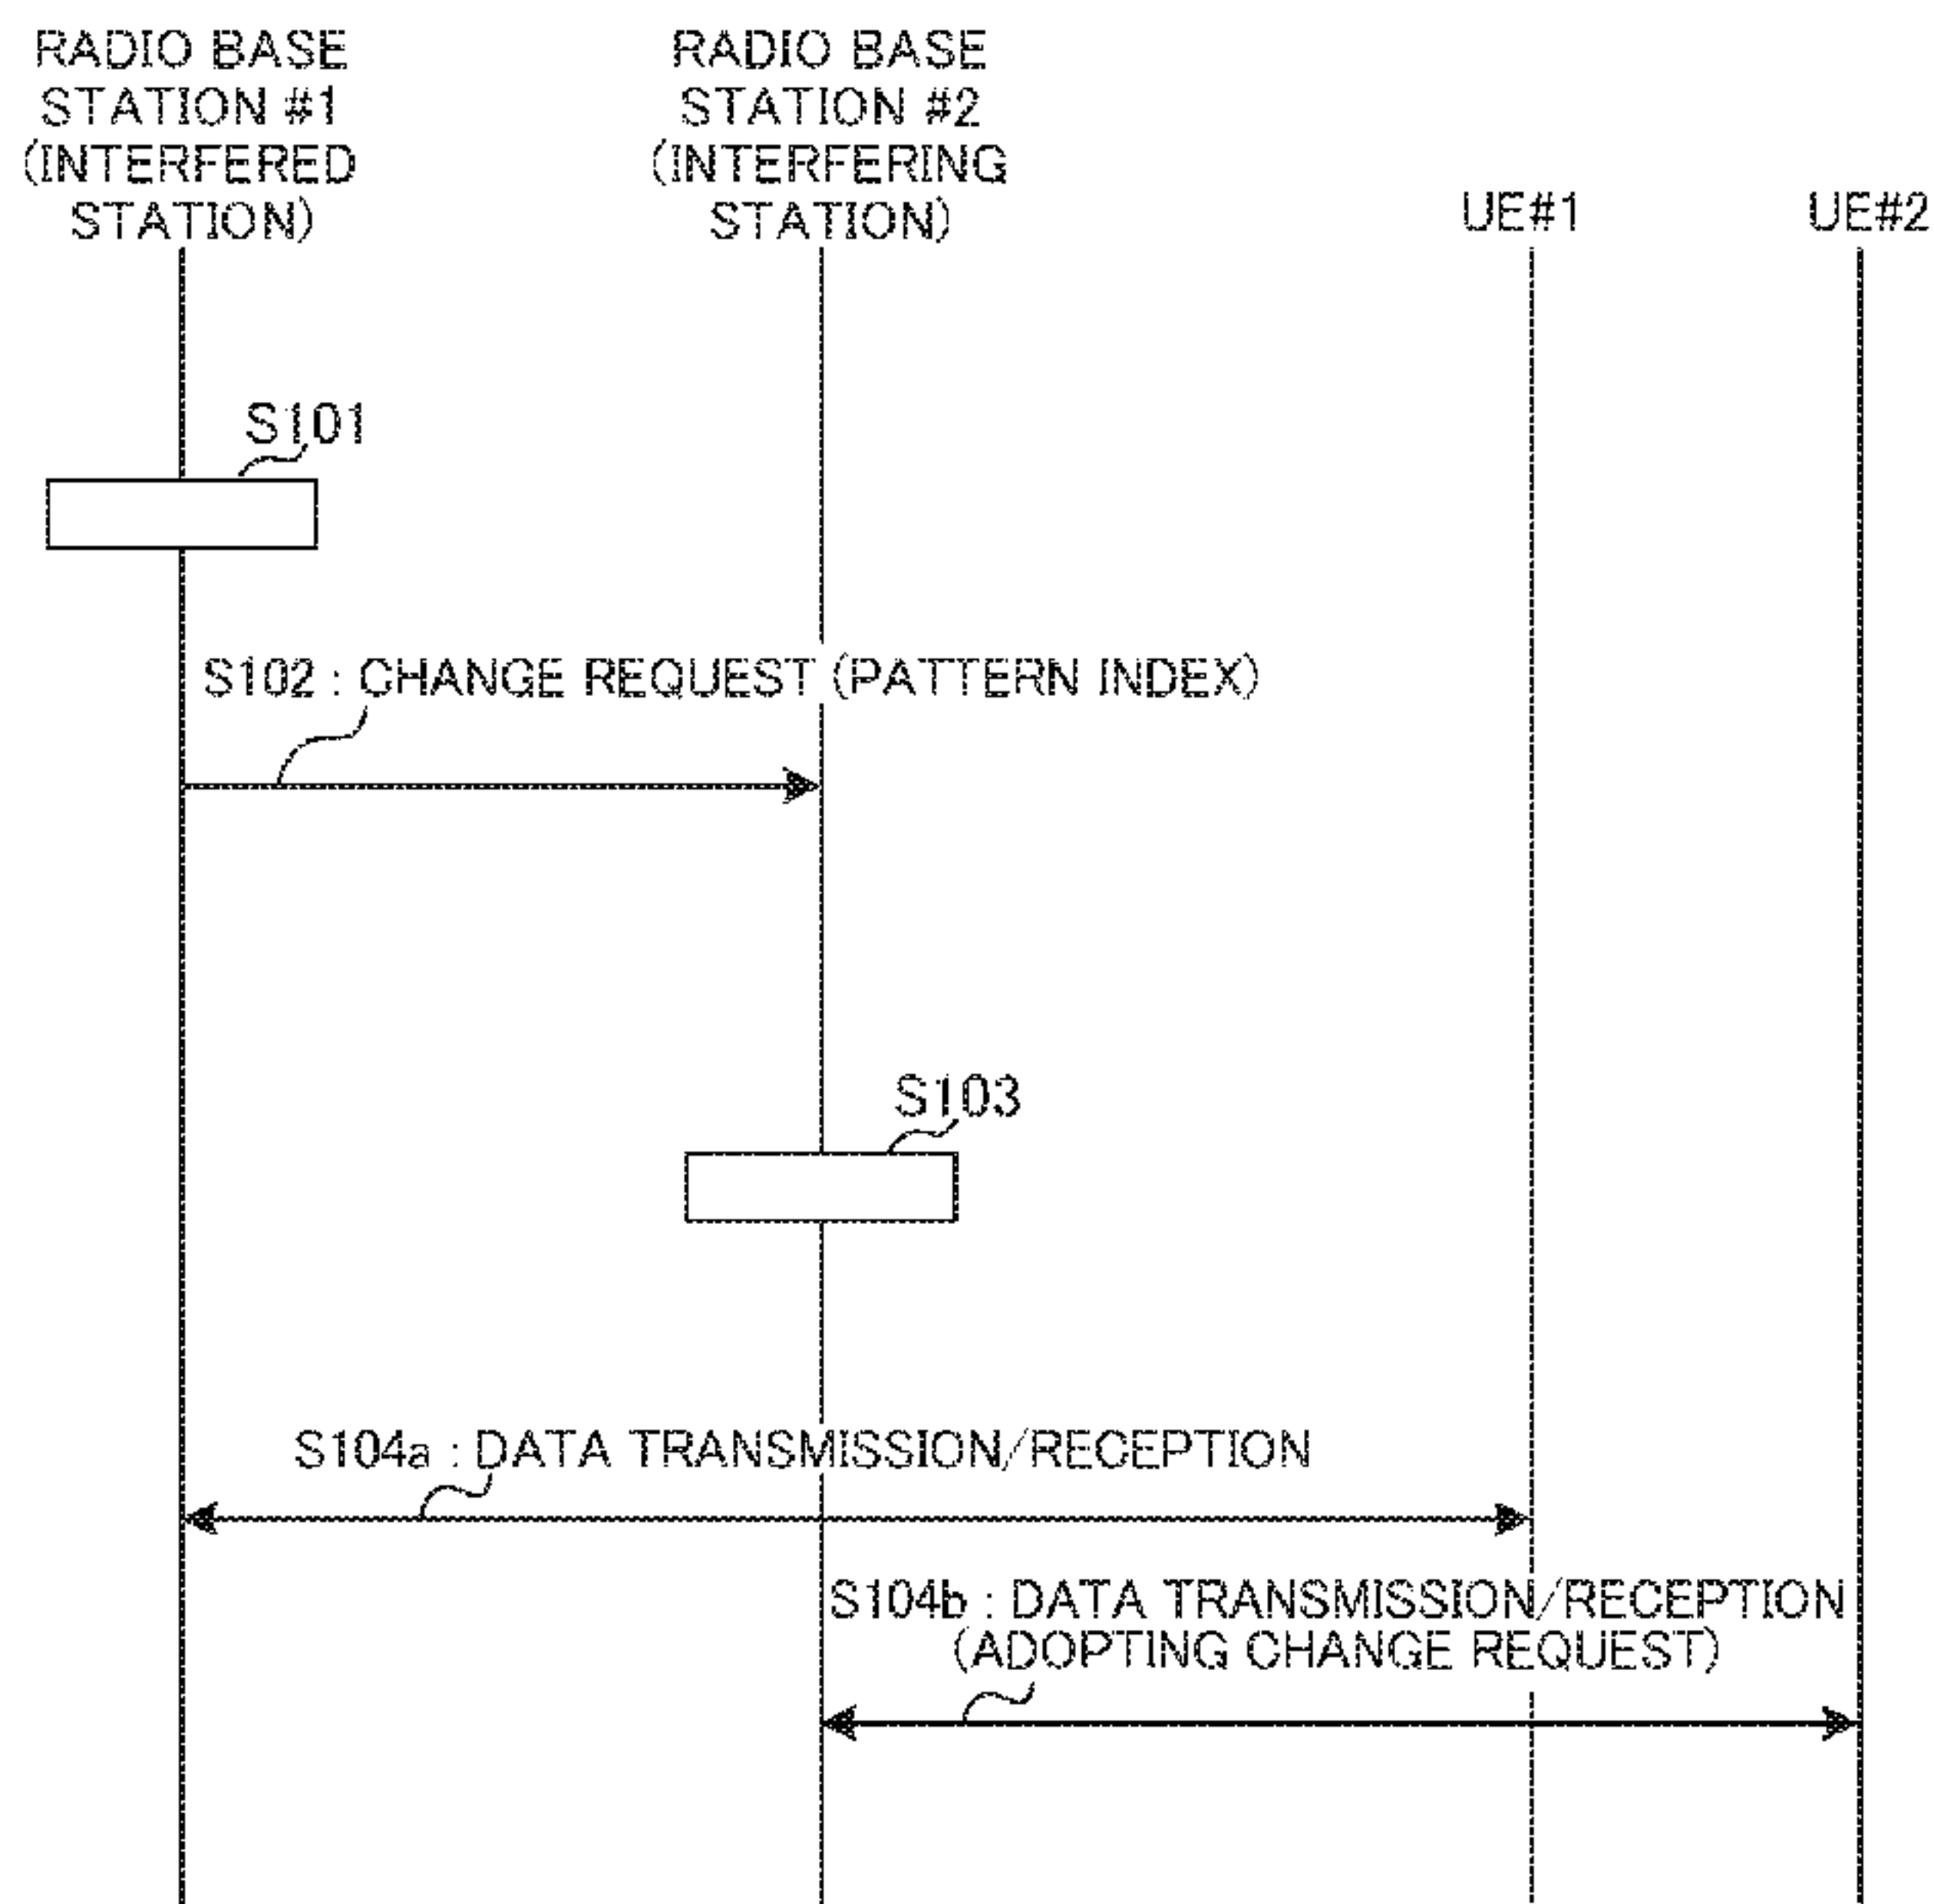 RADIO BASE
STATION #1
(INTERFERED
STATION)
RADIO BASE
STATION #2
(INTERFERING
STATION)
UE#1
UE#2
S101
S102 : CHANGE REQUEST (PATTERN INDEX)
S103
S104a : DATA TRANSMISSION/RECEPTION
S104b : DATA TRANSMISSION/RECEPTION
(ADOPTING CHANGE REQUEST)